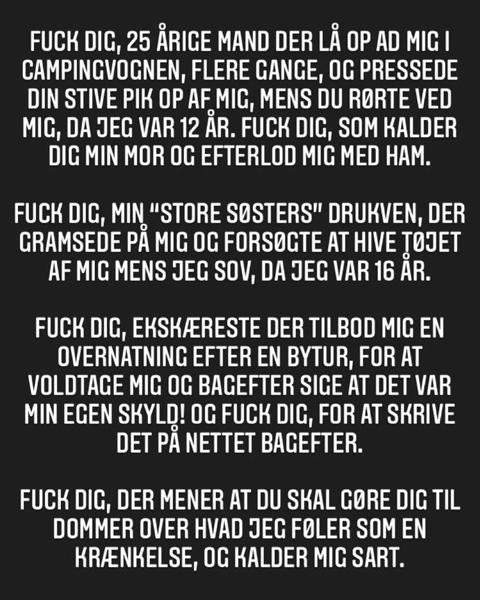 FUCK DIG, 25 ÅRIGE MAND DER LÅ OP AD MIG I
CAMPINGVOGNEN, FLERE GANGE, OG PRESSEDE
DIN STIVE PIK OP AF MIG, MENS DU RØRTE VED
MIG, DA JEG VAR 12 ÅR. FUCK DIG, SOM KALDER
DIG MIN MOR OG EFTERLOD MIG MED HAM.
FUCK DIG, MIN “STORE SØSTERS” DRUKVEN, DER
GRAMSEDE PÅ MIG OG FORSØGTE AT HIVE TØJET
AF MIG MENS JEG SOV, DA JEG VAR 16 ÅR.
FUCK DIG, EKSKÆRESTE DER TILBOD MIG EN
OVERNATNING EFTER EN BYTUR, FOR AT
VOLDTAGE MIG OG BAGEFTER SIGE AT DET VAR
MIN EGEN SKYLD! OG FUCK DIG, FOR AT SKRIVE
DET PÅ NETTET BAGEFTER.
FUCK DIG, DER MENER AT DU SKAL GØRE DIG TIL
DOMMER OVER HVAD JEG FØLER SOM EN
KRÆNKELSE, OG KALDER MIG SART.